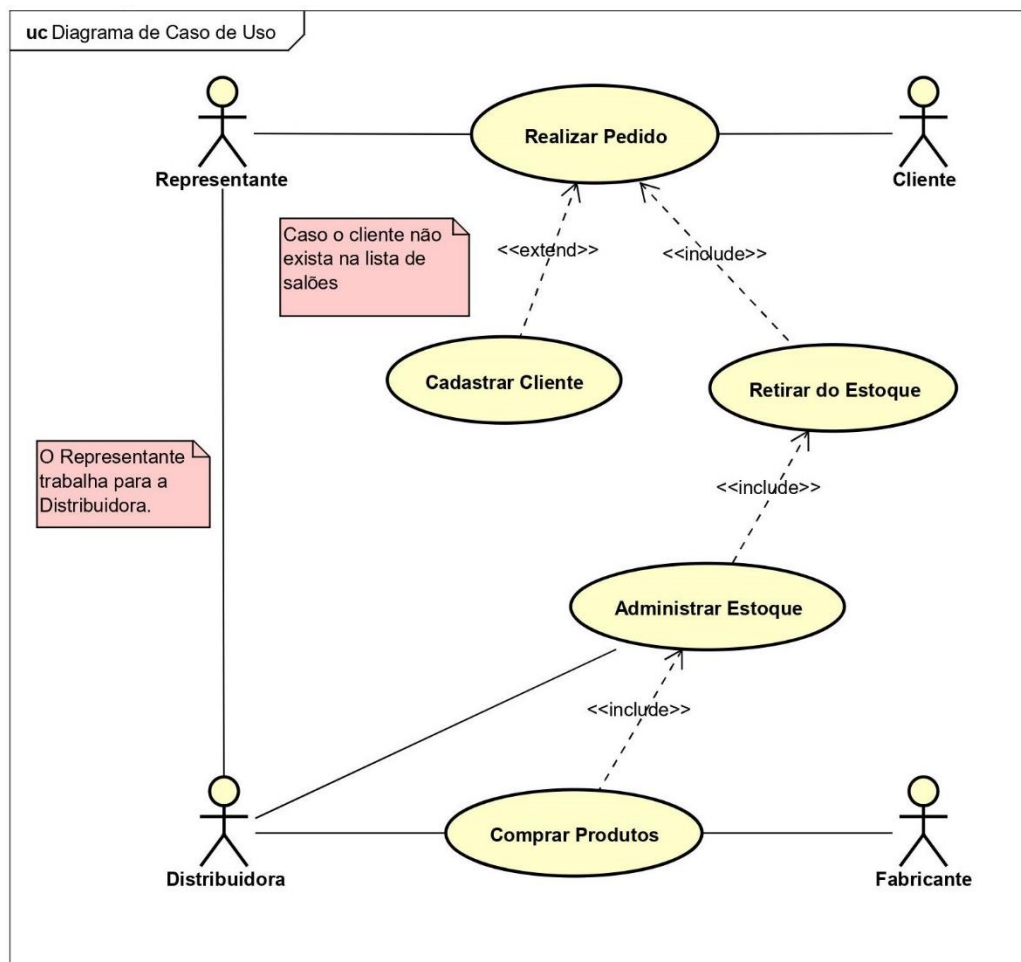 uc Diagrama de Caso de Uso
Realizar Pedido
Representante
Cliente
Caso o cliente não
exista na lista de
salões
<<extend>>
<<include>>
Cadastrar Cliente
Retirar do Estoque
O Representante
trabalha para a
Distribuidora.
<<include>>
Administrar Estoque
<<include>>
Comprar Produtos
Distribuidora
Fabricante